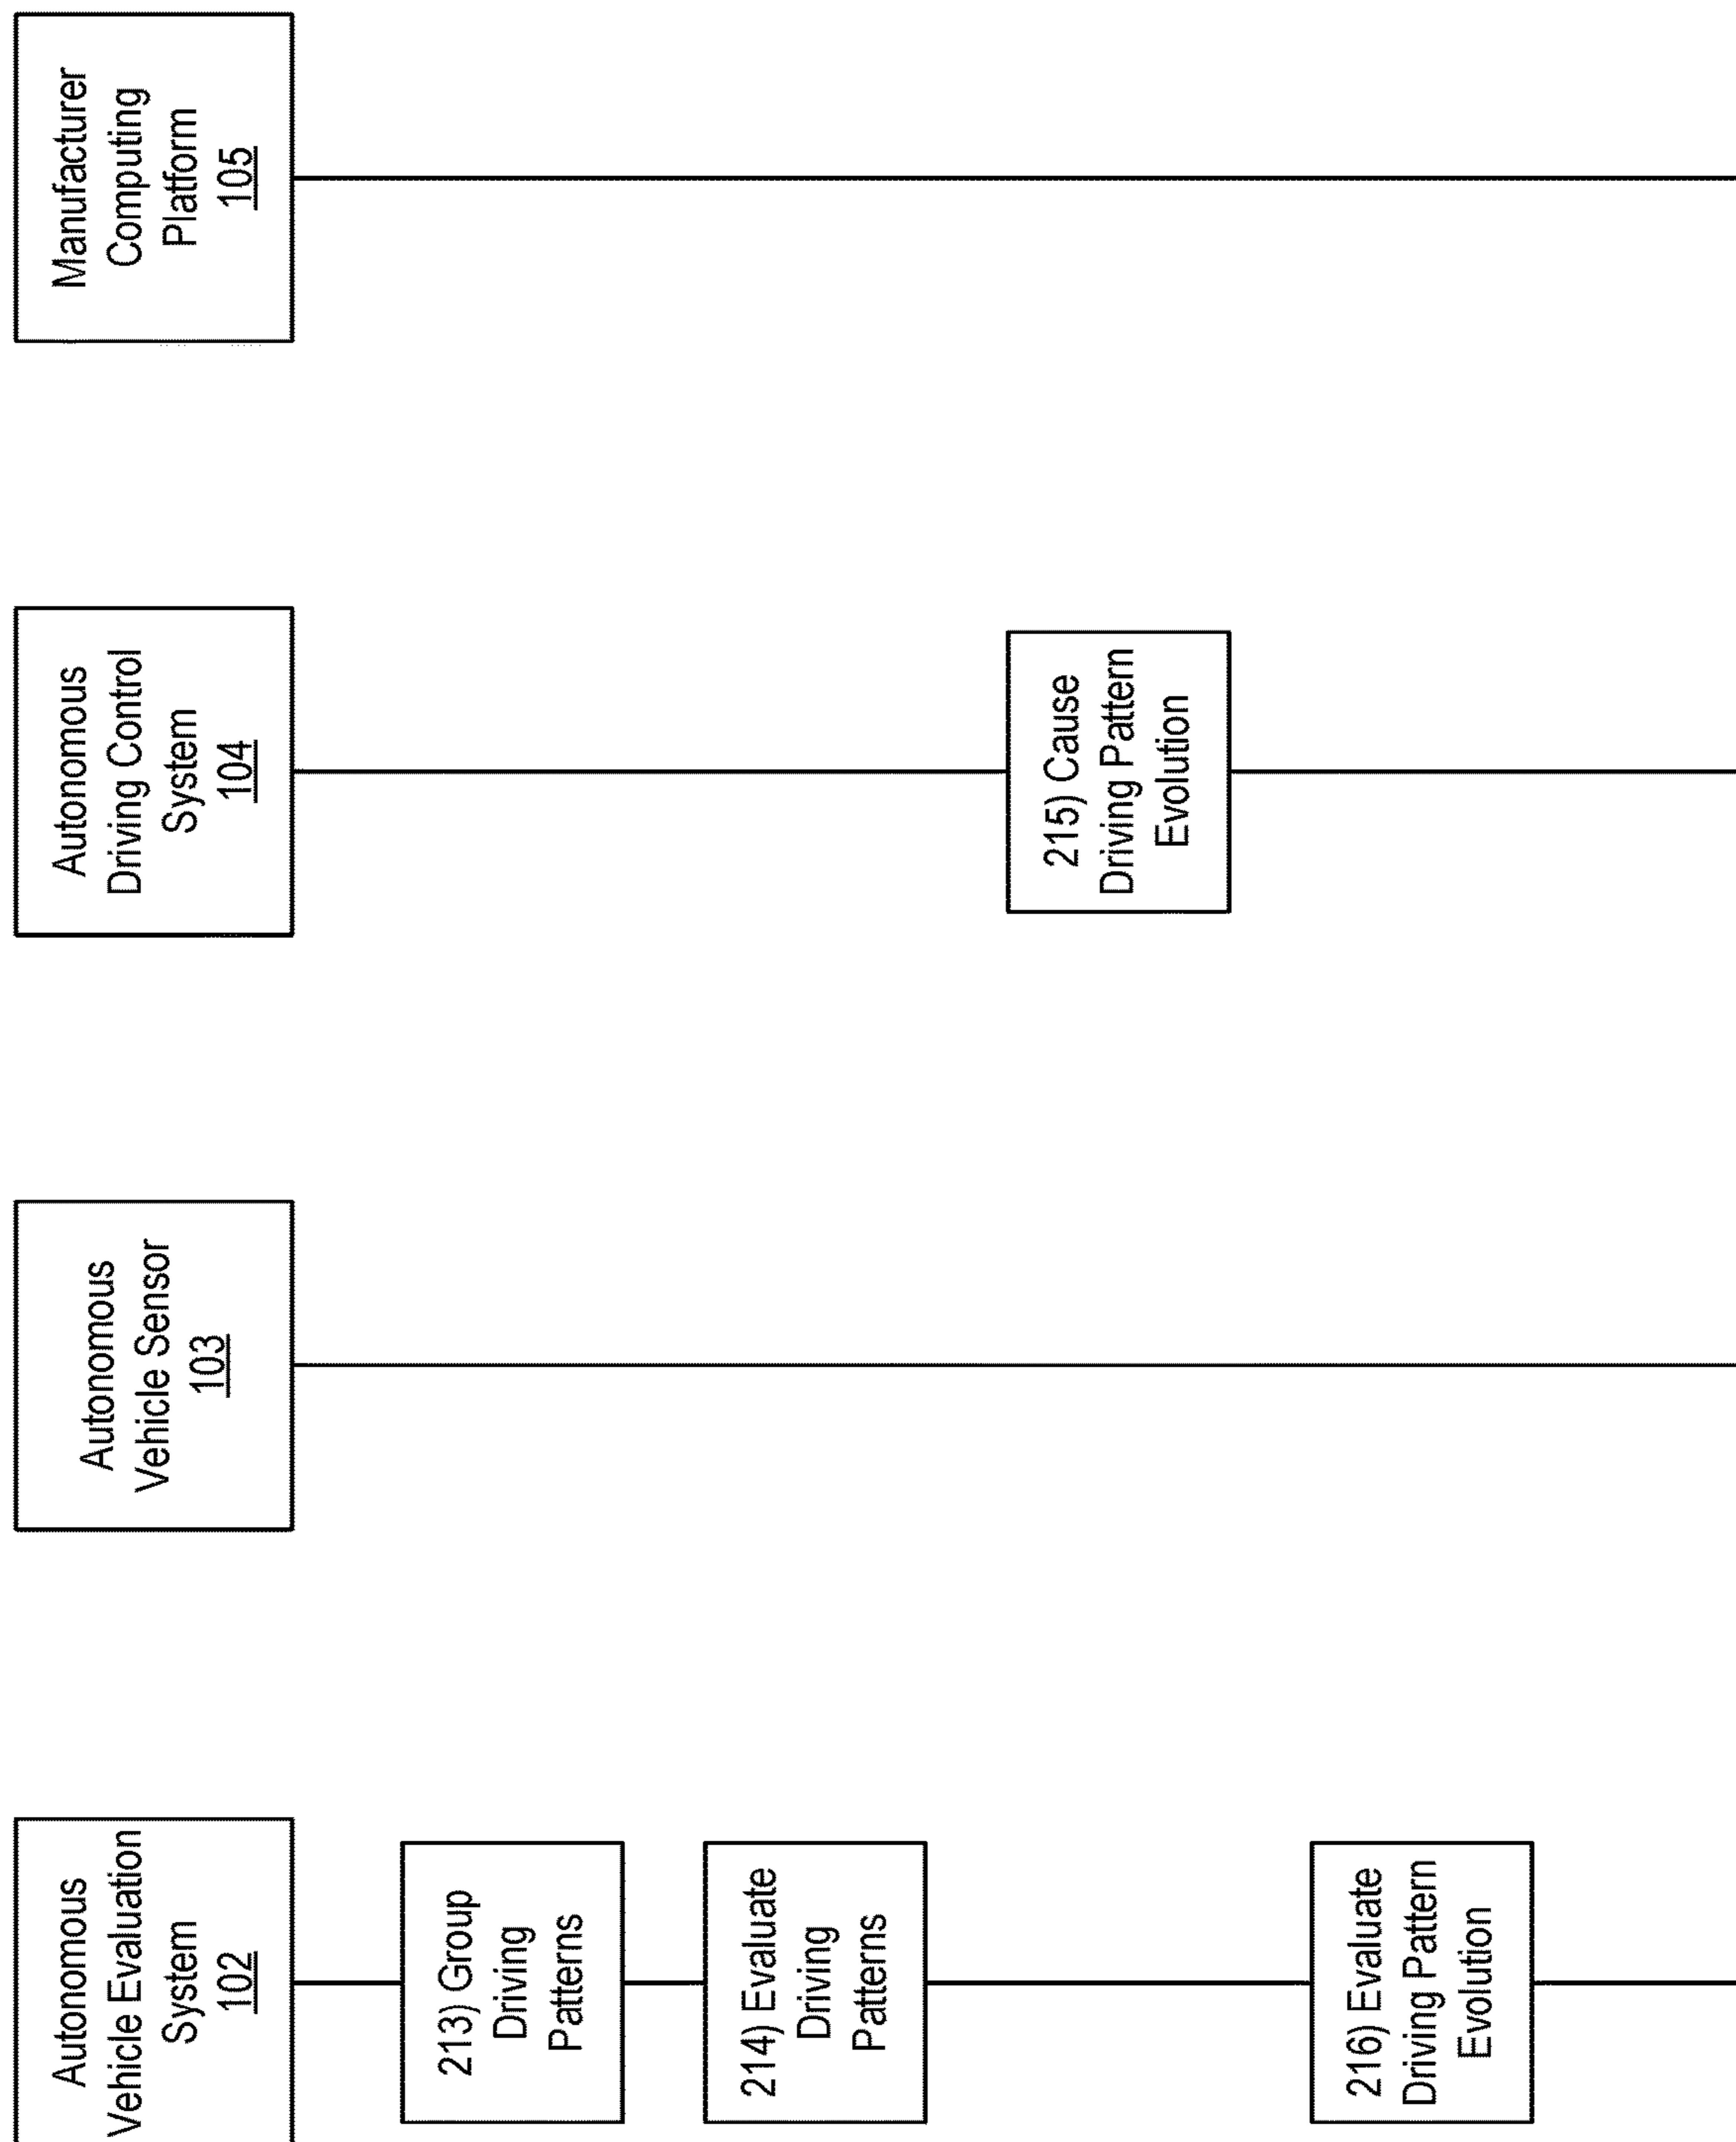 Autonomous
Vehicle Evaluation
System
102
Autonomous
Vehicle Sensor
103
Autonomous
Driving Control
System
104
Manufacturer
Computing
Platform
105
213) Group
Driving
Patterns
214) Evaluate
Driving
Patterns
215) Cause
Driving Pattern
Evolution
216) Evaluate
Driving Pattern
Evolution